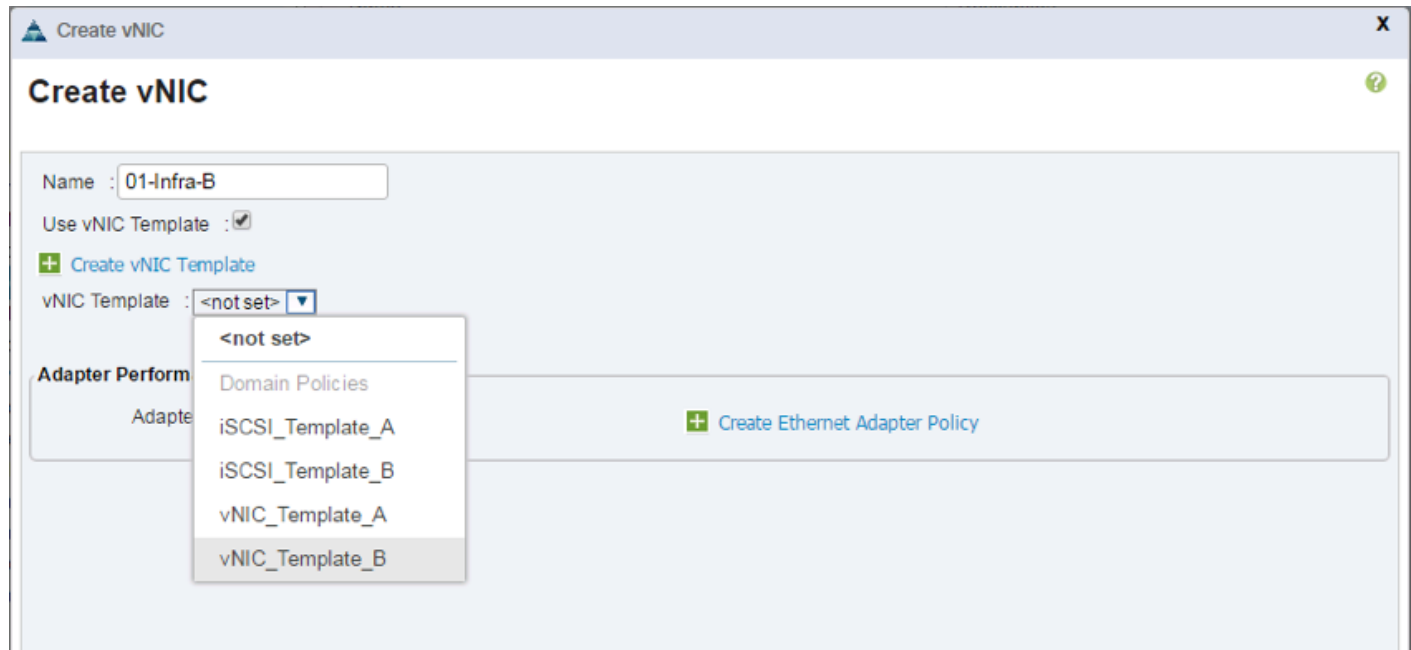 Create vNIC X
Create vNIC
Name : 01-Infra-B
Use vNIC Template :
Create vNIC Template
vNIC Template : <not set>
<not set>
Adapter Perform
Domain Policies
Adapte
iSCSI_Template_A
Create Ethernet Adapter Policy
iSCSI_Template_B
vNIC_Template_A
vNIC_Template_B